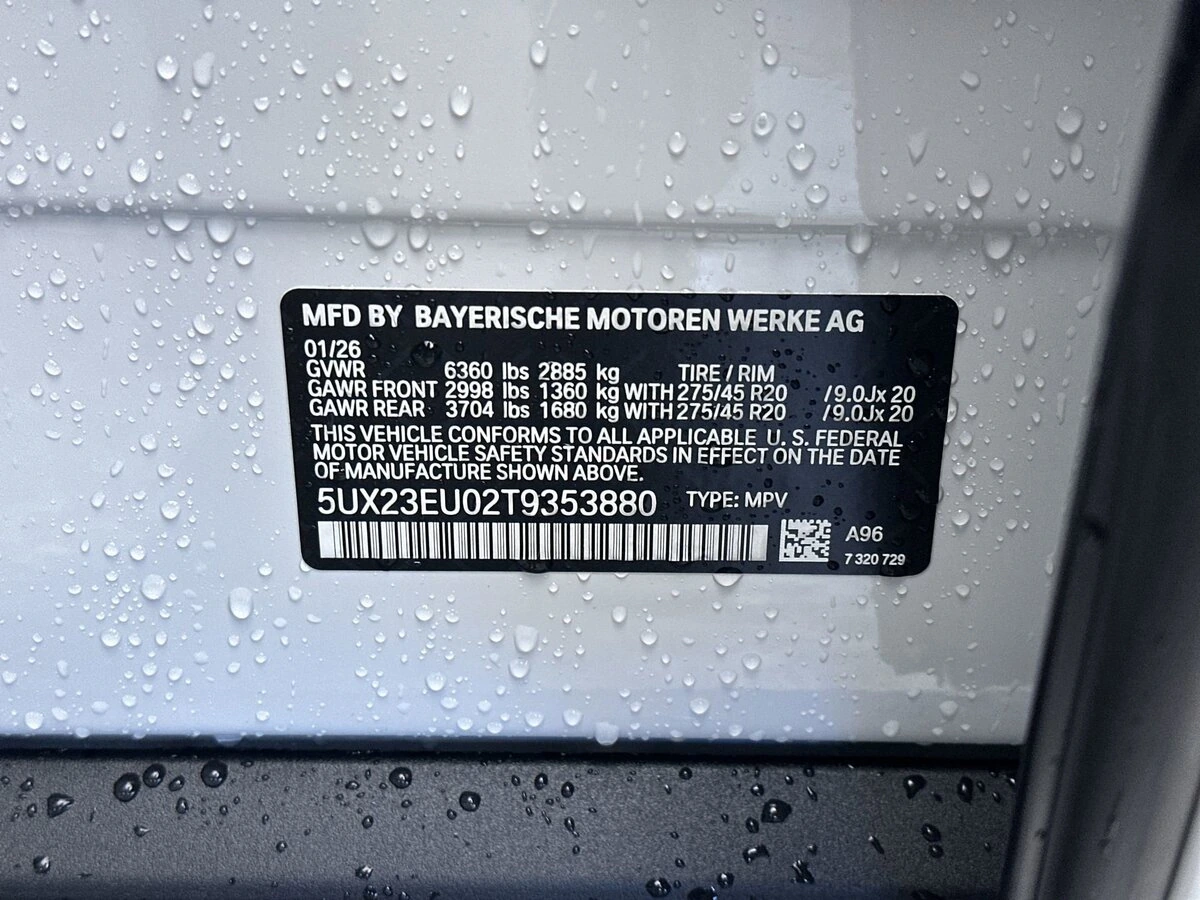 MFD BY BAYERISCHE MOTOREN WERKE AG
01/26
GVWR 6360 lbs 2885 kg TIRE / RIM
GAWR FRONT 2998 lbs 1360 kg WITH 275/45 R20 /9.0Jx 20
GAWR REAR 3704 lbs 1680 kg WITH 275/45 R20 /9.0Jx 20
THIS VEHICLE CONFORMS TO ALL APPLICABLE U. S. FEDERAL
MOTOR VEHICLE SAFETY STANDARDS IN EFFECT ON THE DATE
OF MANUFACTURE SHOWN ABOVE.
5UX23EU02T9353880 TYPE: MPV
A96
7 320 729